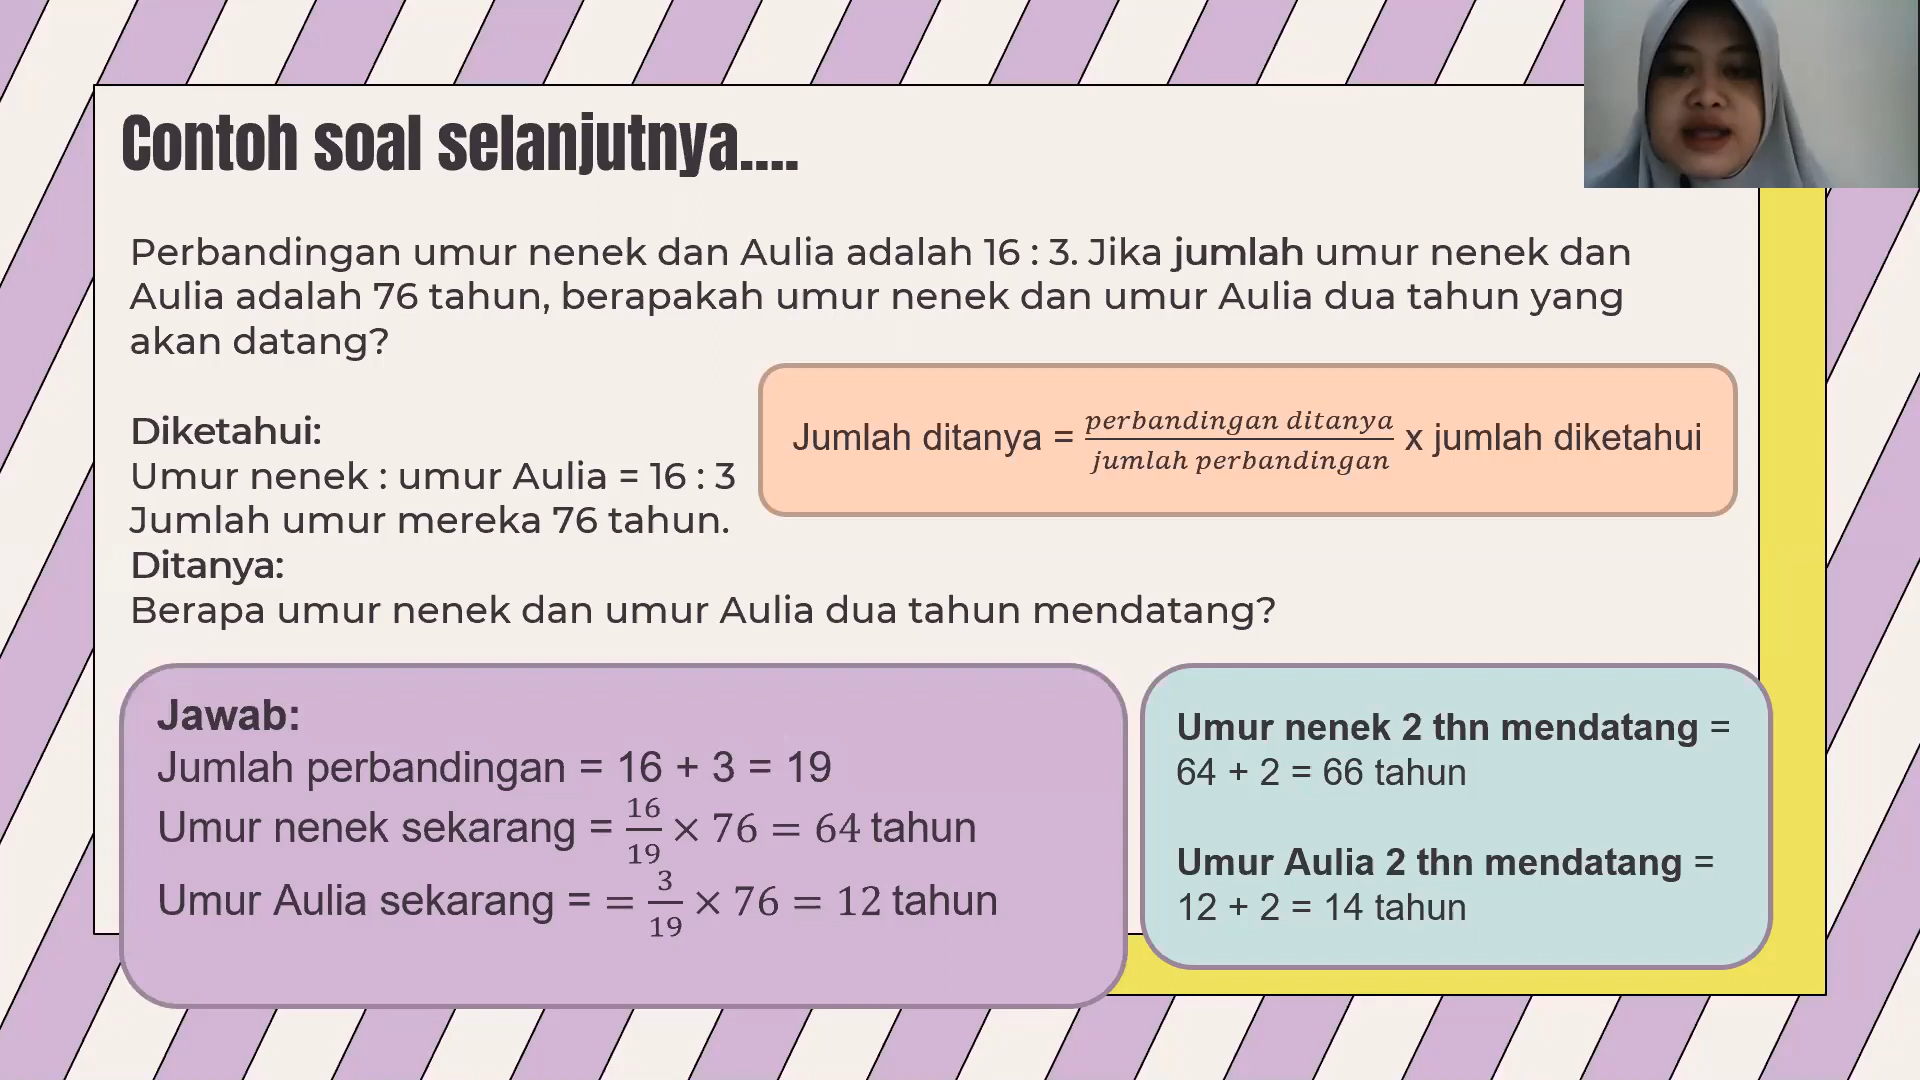 Contoh soal selanjutnya....
Perbandingan umur nenek dan Aulia adalah 16 : 3. Jika jumlah umur nenek dan
Aulia adalah 76 tahun, berapakah umur nenek dan umur Aulia dua tahun yang
akan datang?
Diketahui:
Umur nenek : umur Aulia = 16 : 3
Jumlah umur mereka 76 tahun.
Jumlah ditanya = perbandingan ditanya / jumlah perbandingan x jumlah diketahui
Ditanya:
Berapa umur nenek dan umur Aulia dua tahun mendatang?
Jawab:
Jumlah perbandingan = 16 + 3 = 19
Umur nenek sekarang = 16/19 × 76 = 64 tahun
Umur Aulia sekarang = = 3/19 × 76 = 12 tahun
Umur nenek 2 thn mendatang =
64 + 2 = 66 tahun
Umur Aulia 2 thn mendatang =
12 + 2 = 14 tahun